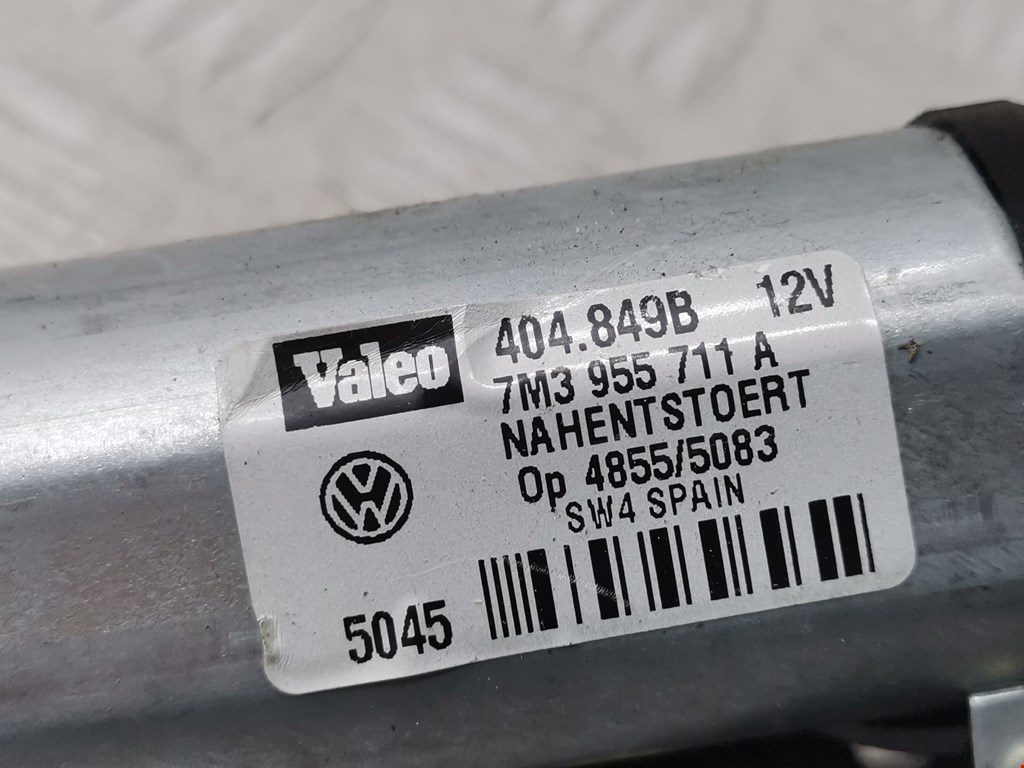 Valeo
404.849B 12V
7M3 955 711 A
NAHENTSTOERT
Op 4855/5083
SW4 SPAIN
5045